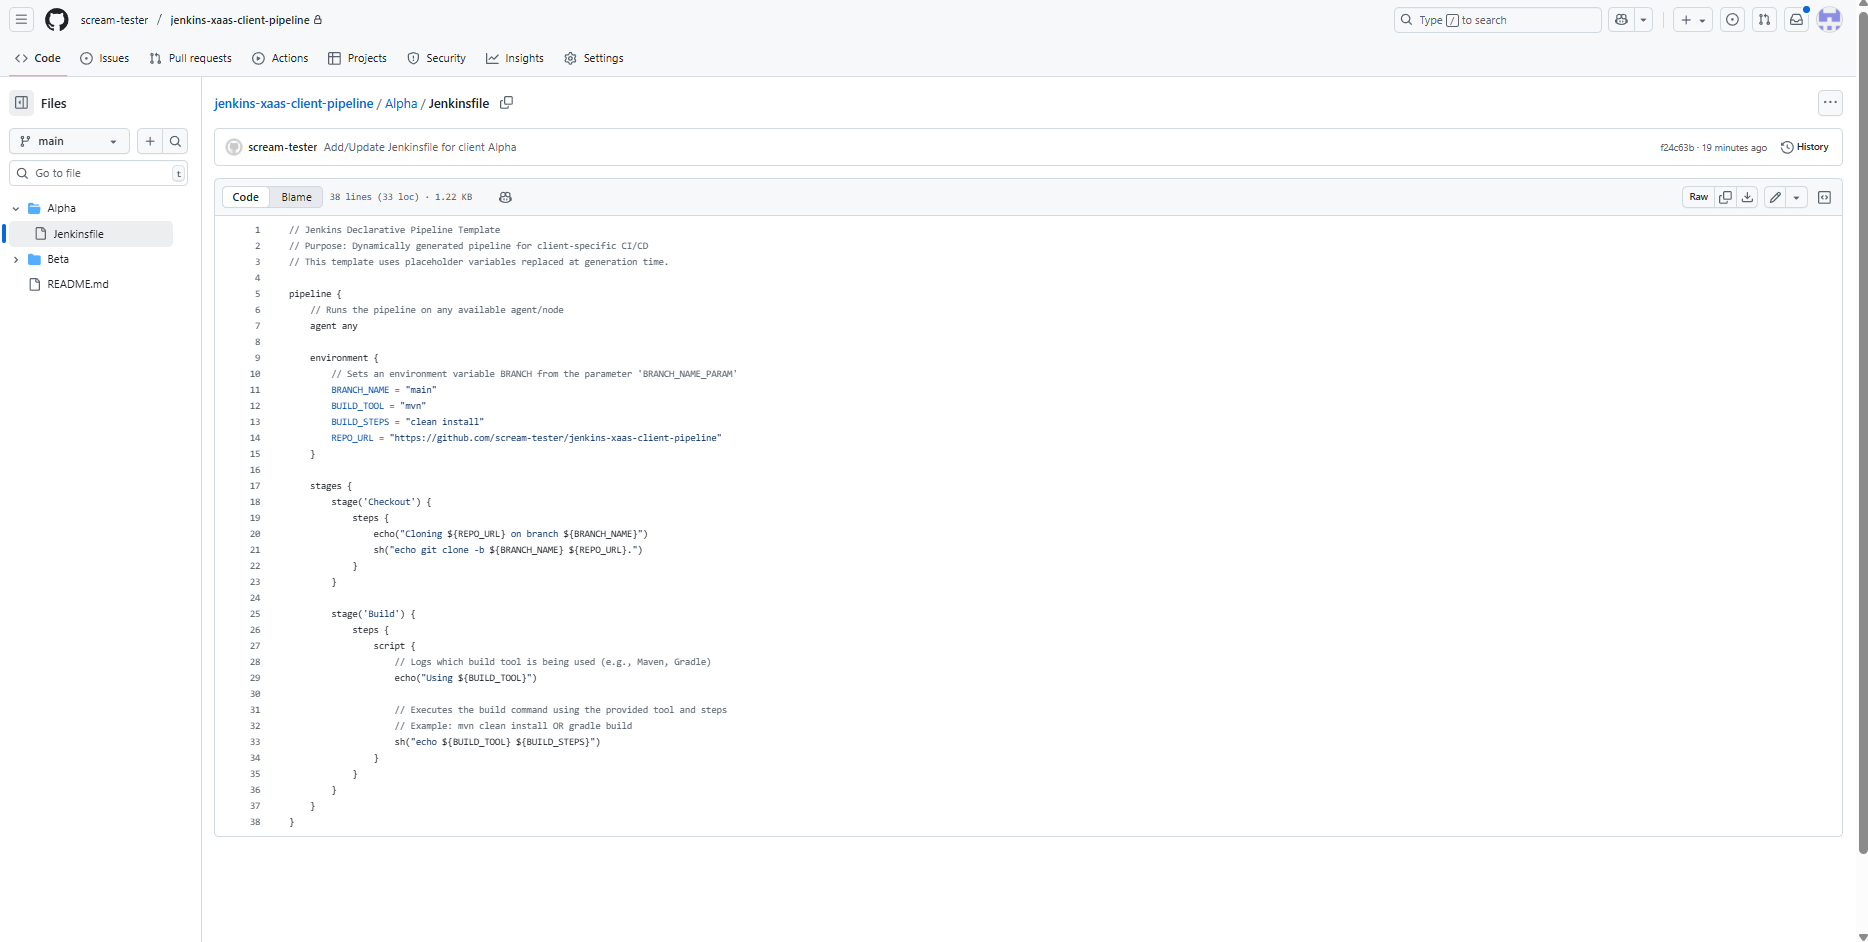 scream-tester / jenkins-xaas-client-pipeline
Type / to search
Code
Issues
Pull requests
Actions
Projects
Security
Insights
Settings
Files
main
Go to file
t
Alpha
Jenkinsfile
Beta
README.md
jenkins-xaas-client-pipeline / Alpha / Jenkinsfile
scream-tester Add/Update Jenkinsfile for client Alpha
f24c63b · 19 minutes ago
History
Code
Blame
38 lines (33 loc) · 1.22 KB
Raw
1 // Jenkins Declarative Pipeline Template
2 // Purpose: Dynamically generated pipeline for client-specific CI/CD
3 // This template uses placeholder variables replaced at generation time.
4
5 pipeline {
6 // Runs the pipeline on any available agent/node
7 agent any
8
9 environment {
10 // Sets an environment variable BRANCH from the parameter 'BRANCH_NAME_PARAM'
11 BRANCH_NAME = "main"
12 BUILD_TOOL = "mvn"
13 BUILD_STEPS = "clean install"
14 REPO_URL = "https://github.com/scream-tester/jenkins-xaas-client-pipeline"
15 }
16
17 stages {
18 stage('Checkout') {
19 steps {
20 echo("Cloning ${REPO_URL} on branch ${BRANCH_NAME}")
21 sh("echo git clone -b ${BRANCH_NAME} ${REPO_URL}.")
22 }
23 }
24
25 stage('Build') {
26 steps {
27 script {
28 // Logs which build tool is being used (e.g., Maven, Gradle)
29 echo("Using ${BUILD_TOOL}")
30
31 // Executes the build command using the provided tool and steps
32 // Example: mvn clean install OR gradle build
33 sh("echo ${BUILD_TOOL} ${BUILD_STEPS}")
34 }
35 }
36 }
37 }
38 }